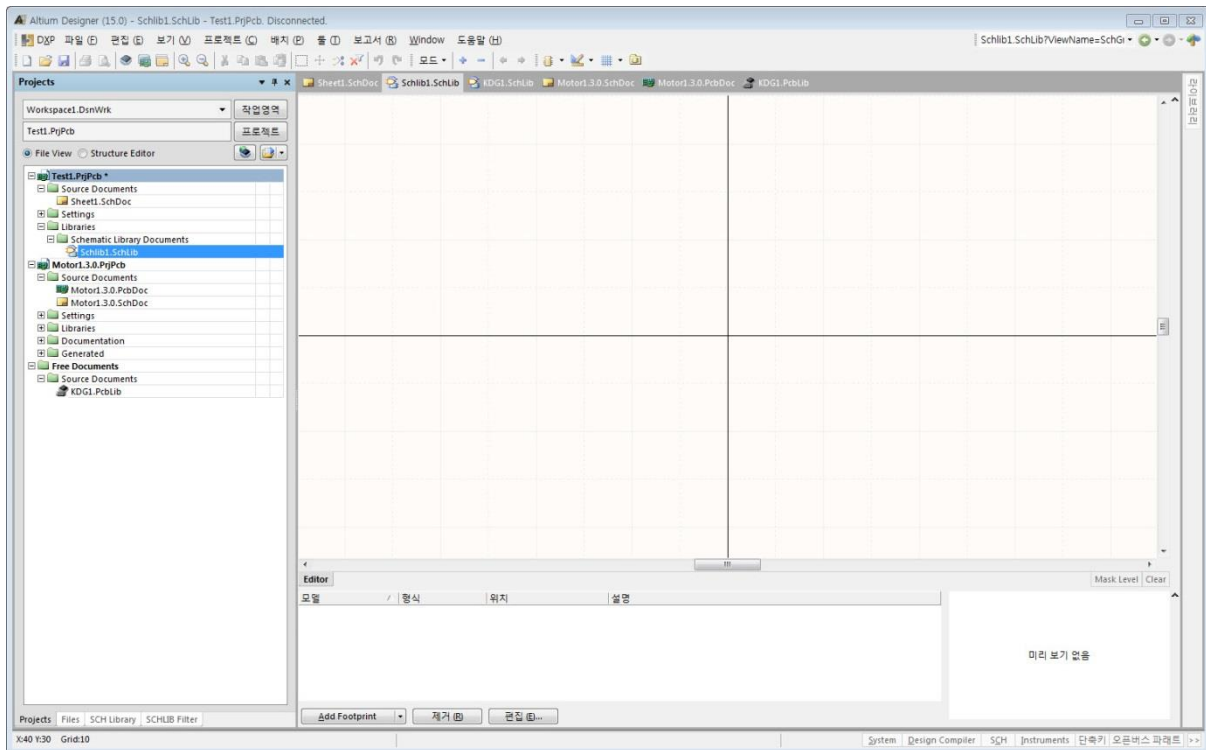 Altium Designer (15.0) - Schlib1.SchLib - Test1.PrjPcb. Disconnected.
DXP 파일 (F) 편집 (E) 보기 (V) 프로젝트 (C) 배치 (P) 툴 (T) 보고서 (R) Window 도움말 (H)
Schlib1.SchLib?ViewName=SchG
모드
Projects
Sheet1.SchDoc Schlib1.SchLib KDG1.SchLib Motor1.3.0.SchDoc Motor1.3.0.PcbDoc KDG1.PcbLib
라이브러리
Workspace1.DsnWrk 작업영역
Test1.PrjPcb 프로젝트
File View Structure Editor
Test1.PrjPcb *
Source Documents
Sheet1.SchDoc
Settings
Libraries
Schematic Library Documents
Schlib1.SchLib
Motor1.3.0.PrjPcb
Source Documents
Motor1.3.0.PcbDoc
Motor1.3.0.SchDoc
Settings
Libraries
Documentation
Generated
Free Documents
Source Documents
KDG1.PcbLib
Editor Mask Level Clear
모델 / 형식 위치 설명
미리 보기 없음
Add Footprint 제거 (R) 편집 (E)...
Projects Files SCH Library SCHLIB Filter
X:40 Y:30 Grid:10 System Design Compiler SCH Instruments 단축키 오픈버스 파레트 >>